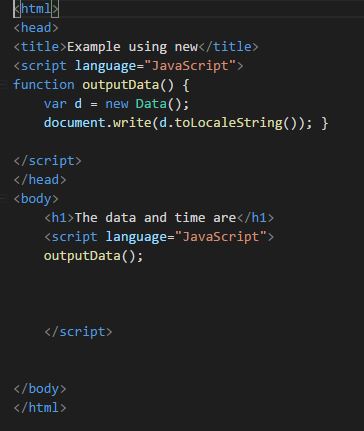 <html>
<head>
<title>Example using new</title>
<script language="JavaScript">
function outputData() {
    var d = new Data();
    document.write(d.toLocaleString()); }

</script>
</head>
<body>
    <h1>The data and time are</h1>
    <script language="JavaScript">
    outputData();




    </script>


</body>
</html>